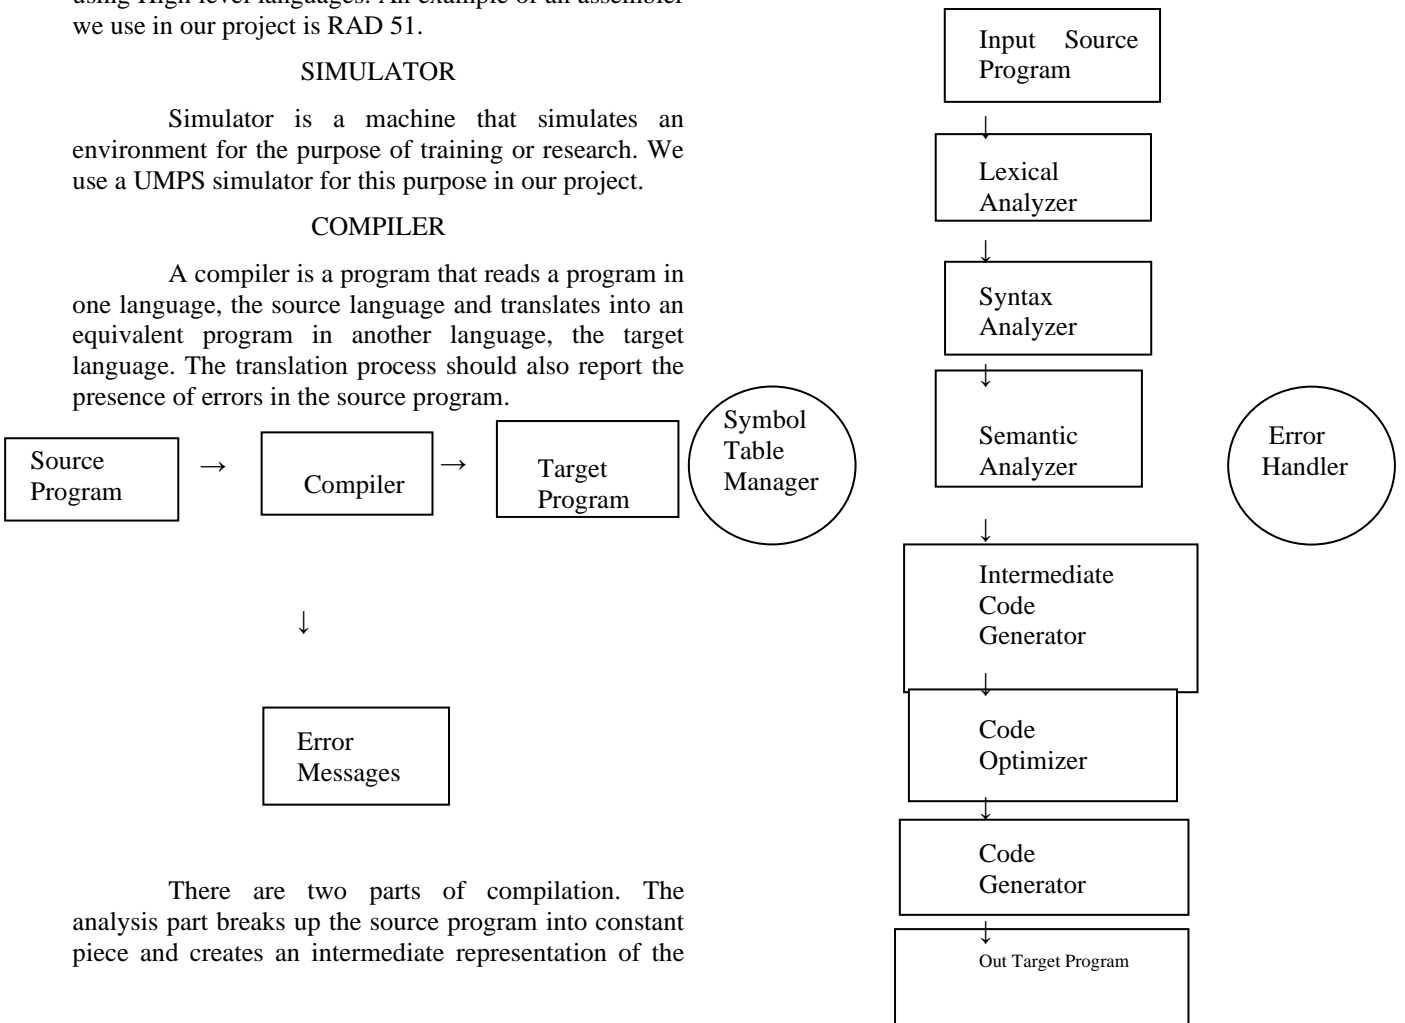 using High level languages. An example of an assembler
we use in our project is RAD 51.
SIMULATOR
Simulator is a machine that simulates an
environment for the purpose of training or research. We
use a UMPS simulator for this purpose in our project.
COMPILER
A compiler is a program that reads a program in
one language, the source language and translates into an
equivalent program in another language, the target
language. The translation process should also report the
presence of errors in the source program.
Source
Program
→
Compiler
→
Target
Program
↓
Error
Messages
There are two parts of compilation. The
analysis part breaks up the source program into constant
piece and creates an intermediate representation of the
Input Source
Program
↓
Lexical
Analyzer
↓
Syntax
Analyzer
↓
Symbol
Table
Manager
Semantic
Analyzer
Error
Handler
↓
Intermediate
Code
Generator
↓
Code
Optimizer
↓
Code
Generator
↓
Out Target Program